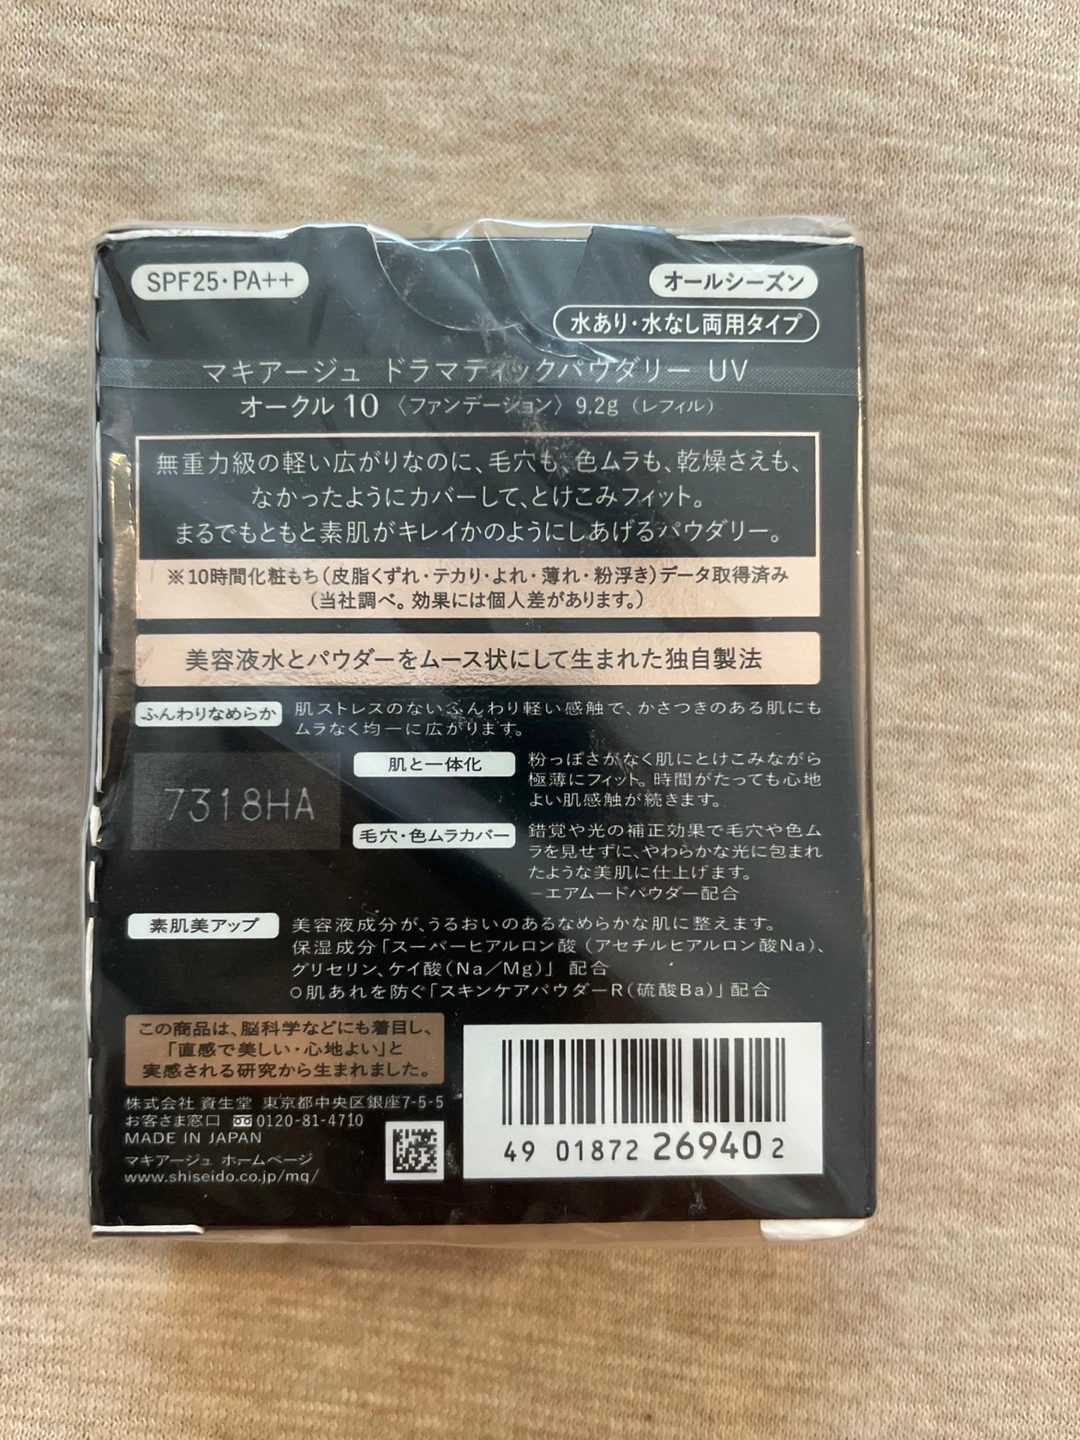 SPF25・PA++
オールシーズン
水あり・水なし両用タイプ
マキアージュ ドラマティックパウダリー UV
オークル 10 〈ファンデーション〉 9.2g (レフィル)
無重力級の軽い広がりなのに、毛穴も、色ムラも、乾燥さえも、
なかったようにカバーして、とけこみフィット。
まるでもともと素肌がキレイかのようにしあげるパウダリー。
※10時間化粧もち(皮脂くずれ・テカリ・よれ・薄れ・粉浮き)データ取得済み
(当社調べ。効果には個人差があります。)
美容液水とパウダーをムース状にして生まれた独自製法
ふんわりなめらか
肌ストレスのないふんわり軽い感触で、かさつきのある肌にも
ムラなく均一に広がります。
肌と一体化
粉っぽさがなく肌にとけこみながら
極薄にフィット。時間がたっても心地
よい肌感触が続きます。
7318HA
毛穴・色ムラカバー
錯覚や光の補正効果で毛穴や色ム
ラを見せずに、やわらかな光に包まれ
たような美肌に仕上げます。
−エアムードパウダー配合
素肌美アップ
美容液成分が、うるおいのあるなめらかな肌に整えます。
保湿成分「スーパーヒアルロン酸(アセチルヒアルロン酸Na)、
グリセリン、ケイ酸(Na/Mg)」配合
○肌あれを防ぐ「スキンケアパウダーR(硫酸Ba)」配合
この商品は、脳科学などにも着目し、
「直感で美しい・心地よい」と
実感される研究から生まれました。
株式会社 資生堂 東京都中央区銀座7-5-5
お客さま窓口 0120-81-4710
MADE IN JAPAN
マキアージュ ホームページ
www.shiseido.co.jp/mq/
49 01872 26940 2